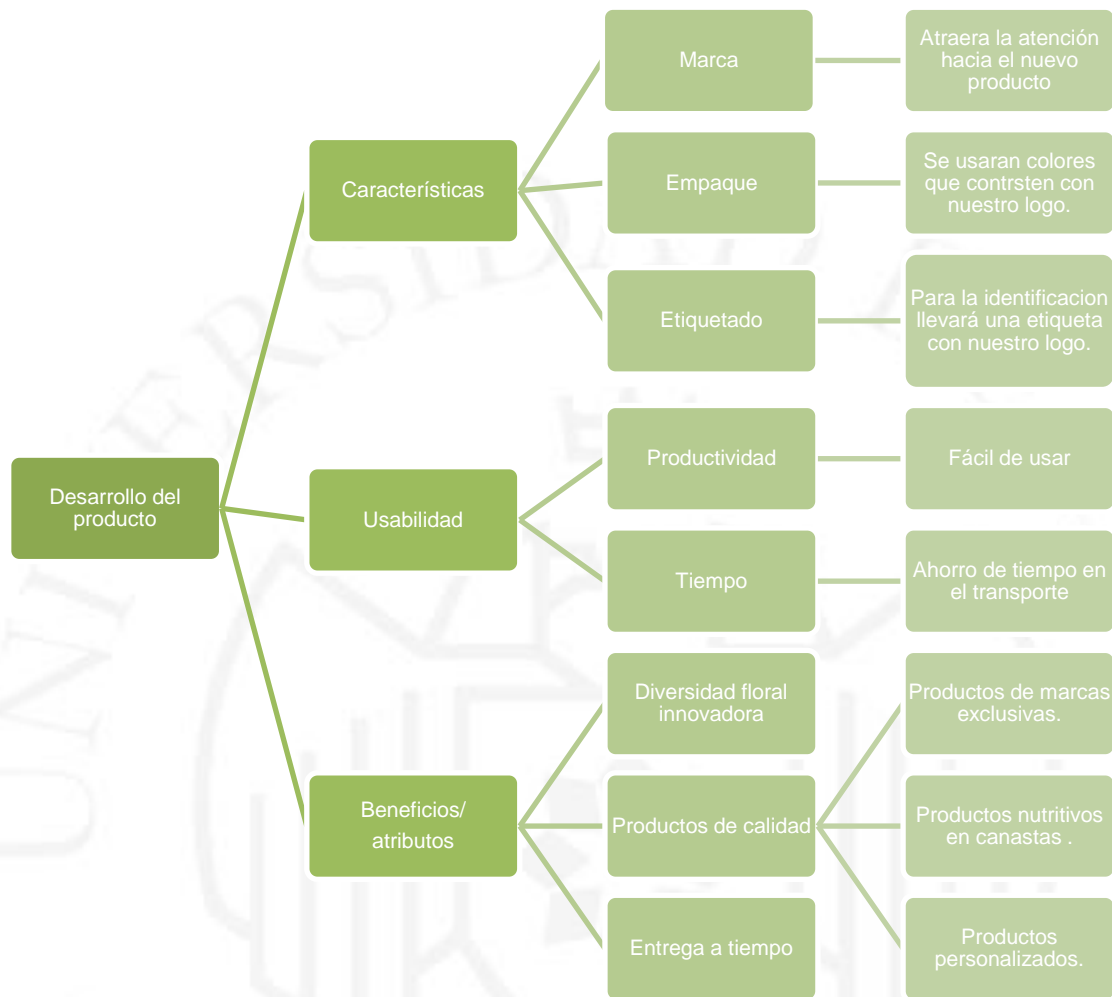 Desarrollo del
producto
Característícas
Marca
Atraera la atención
hacia el nuevo
producto
Empaque
Se usaran colores
que contrsten con
nuestro logo.
Etiquetado
Para la identificacion
llevará una etiqueta
con nuestro logo.
Usabilidad
Productividad
Fácil de usar
Tiempo
Ahorro de tiempo en
el transporte
Beneficios/
atributos
Diversidad floral
innovadora
Productos de calidad
Productos de marcas
exclusivas.
Productos nutritivos
en canastas .
Productos
personalizados.
Entrega a tiempo
UNIVERSIDAD